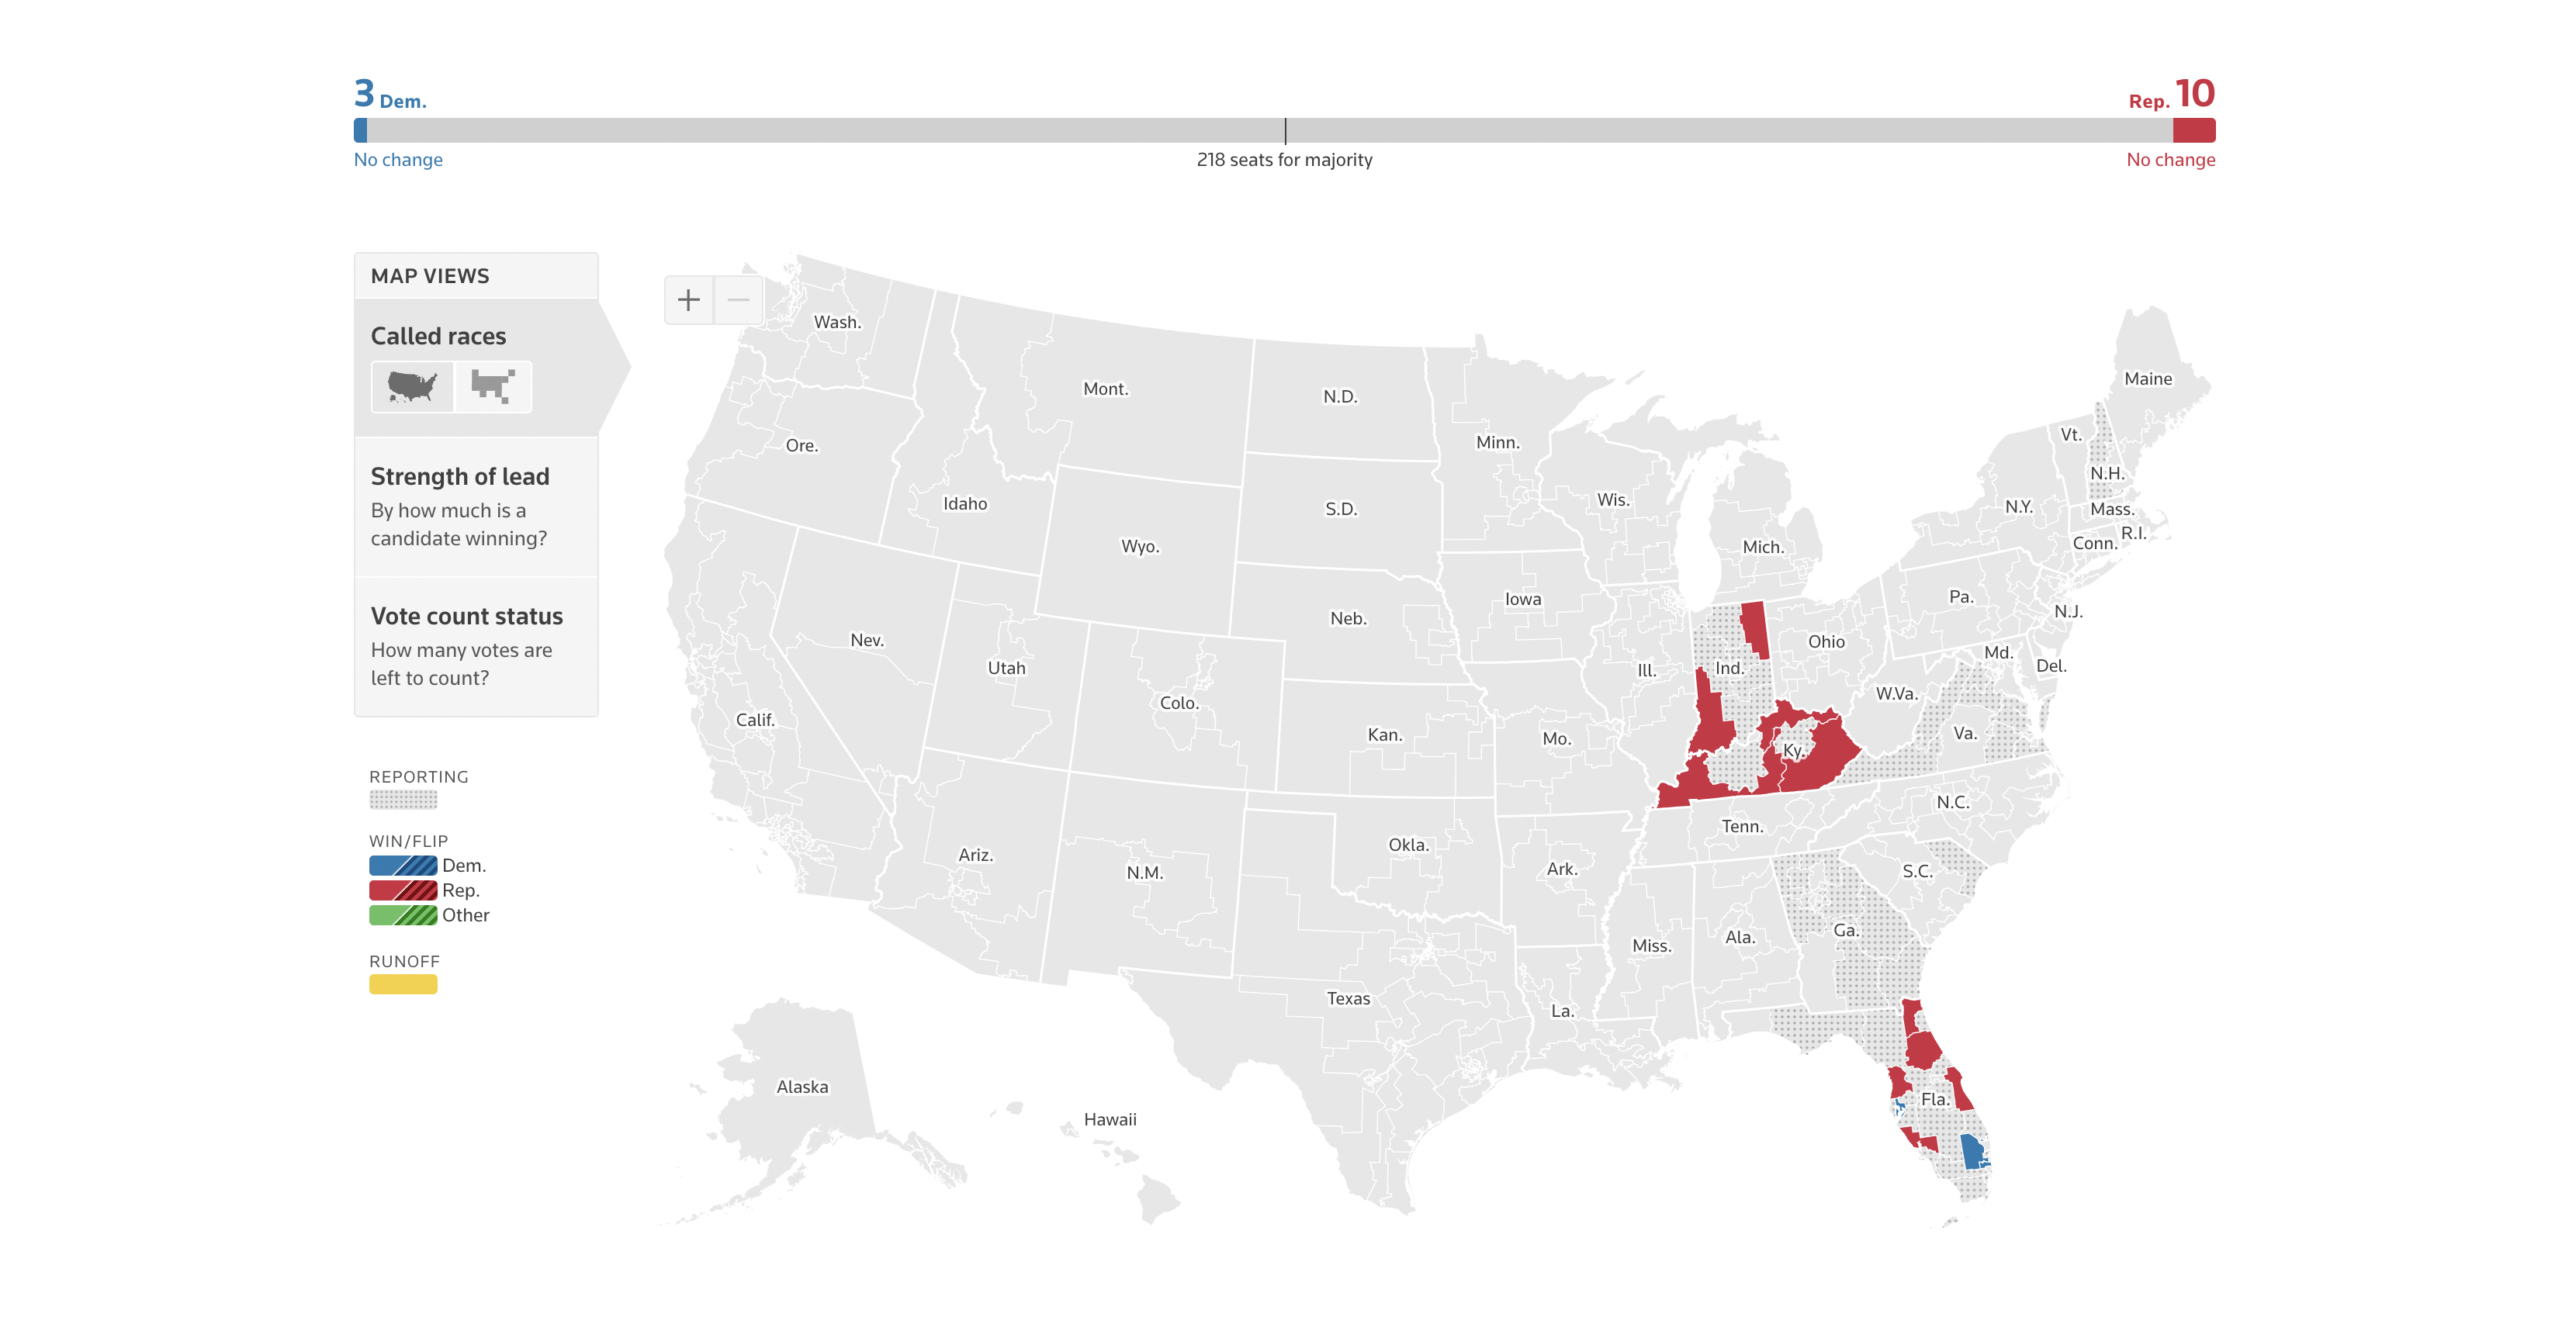 3 Dem.
Rep. 10
No change
218 seats for majority
No change
MAP VIEWS
Called races
Strength of lead
By how much is a
candidate winning?
Vote count status
How many votes are
left to count?
REPORTING
WIN/FLIP
Dem.
Rep.
Other
RUNOFF
+ −
Wash.
Mont.
N.D.
Minn.
Maine
Vt.
N.H.
Ore.
Idaho
S.D.
Wis.
N.Y.
Mass.
R.I.
Conn.
Wyo.
Mich.
Iowa
Pa.
N.J.
Neb.
Nev.
Utah
Ohio
Md.
Del.
Ill.
Ind.
W.Va.
Colo.
Calif.
Kan.
Mo.
Va.
Ky.
N.C.
Tenn.
Okla.
Ariz.
N.M.
Ark.
S.C.
Ga.
Ala.
Miss.
Texas
La.
Alaska
Fla.
Hawaii